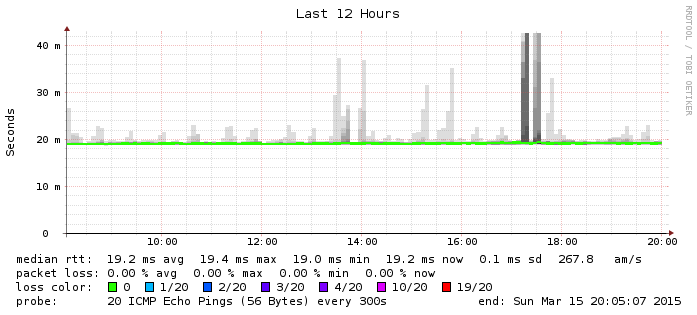 Last 12 Hours
RRDTOOL / TOBI OETIKER
Seconds
40 m
30 m
20 m
10 m
0
10:00 12:00 14:00 16:00 18:00 20:00
median rtt: 19.2 ms avg 19.4 ms max 19.0 ms min 19.2 ms now 0.1 ms sd 267.8 am/s
packet loss: 0.00 % avg 0.00 % max 0.00 % min 0.00 % now
loss color: 0 1/20 2/20 3/20 4/20 10/20 19/20
probe: 20 ICMP Echo Pings (56 Bytes) every 300s end: Sun Mar 15 20:05:07 2015